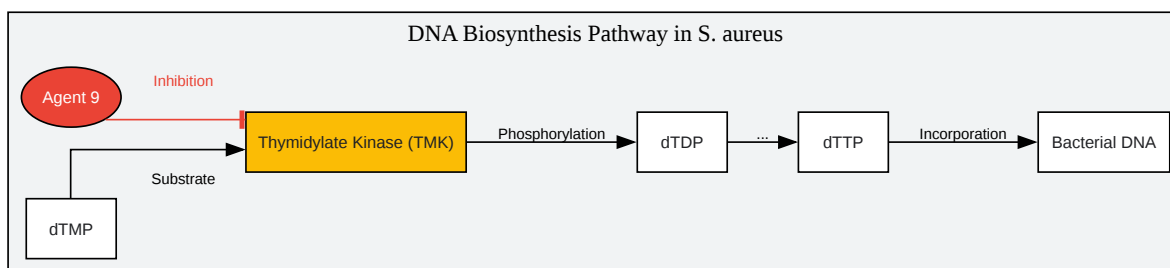 DNA Biosynthesis Pathway in S. aureus
Agent 9
Inhibition
Thymidylate Kinase (TMK)
Phosphorylation
dTDP
...
dTTP
Incorporation
Bacterial DNA
Substrate
dTMP